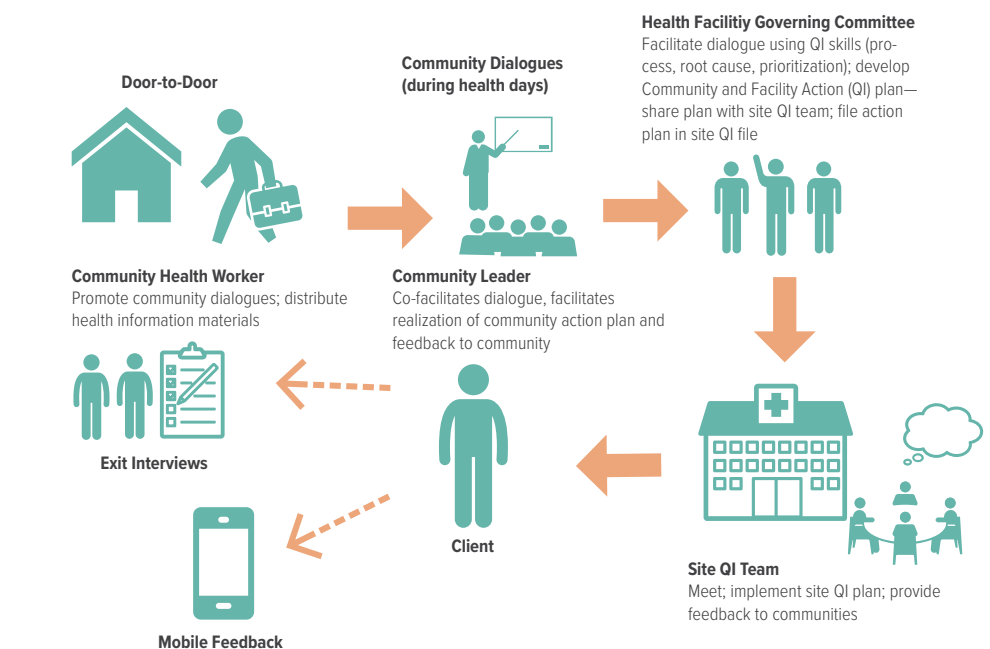 Door-to-Door
Community Health Worker
Promote community dialogues; distribute
health information materials
Community Dialogues
(during health days)
Community Leader
Co-facilitates dialogue, facilitates
realization of community action plan and
feedback to community
Health Facilitiy Governing Committee
Facilitate dialogue using QI skills (pro-
cess, root cause, prioritization); develop
Community and Facility Action (QI) plan—
share plan with site QI team; file action
plan in site QI file
Site QI Team
Meet; implement site QI plan; provide
feedback to communities
Client
Exit Interviews
Mobile Feedback